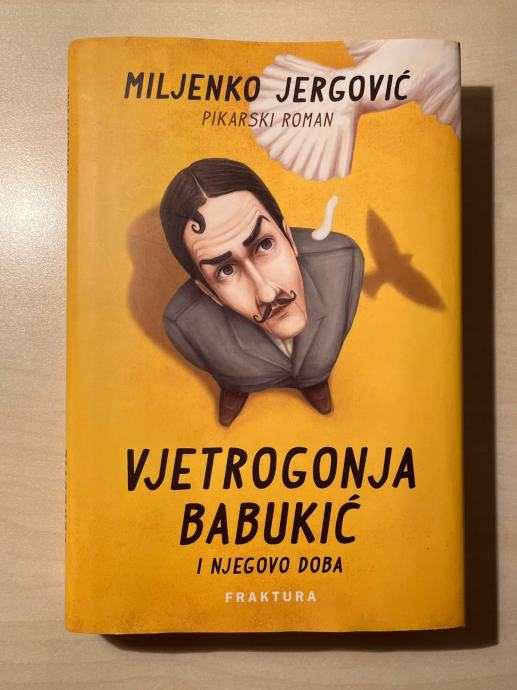 MILJENKO JERGOVIĆ
PIKARSKI ROMAN
VJETROGONJA
BABUKIĆ
I NJEGOVO DOBA
FRAKTURA